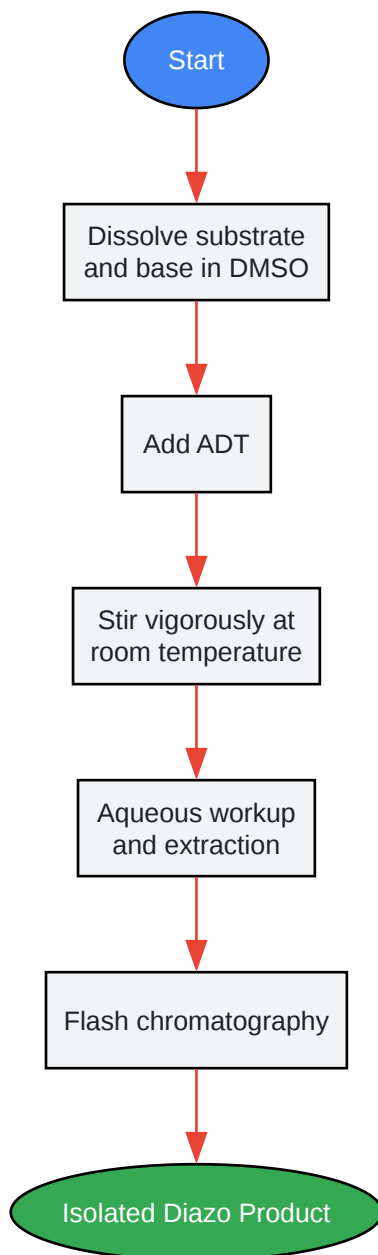 Start
Dissolve substrate
and base in DMSO
Add ADT
Stir vigorously at
room temperature
Aqueous workup
and extraction
Flash chromatography
Isolated Diazo Product